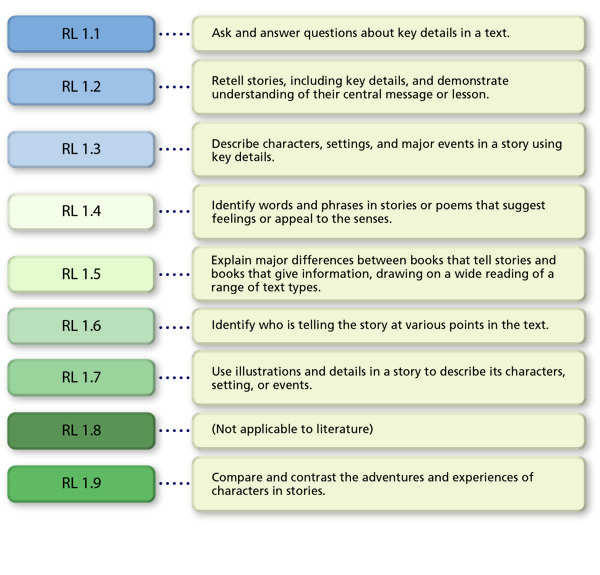 RL 1.1
Ask and answer questions about key details in a text.
RL 1.2
Retell stories, including key details, and demonstrate
understanding of their central message or lesson.
RL 1.3
Describe characters, settings, and major events in a story using
key details.
RL 1.4
Identify words and phrases in stories or poems that suggest
feelings or appeal to the senses.
RL 1.5
Explain major differences between books that tell stories and
books that give information, drawing on a wide reading of a
range of text types.
RL 1.6
Identify who is telling the story at various points in the text.
RL 1.7
Use illustrations and details in a story to describe its characters,
setting, or events.
RL 1.8
(Not applicable to literature)
RL 1.9
Compare and contrast the adventures and experiences of
characters in stories.